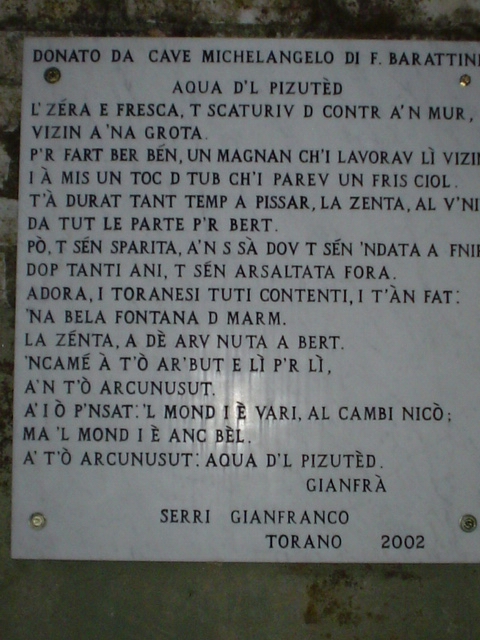 DONATO DA CAVE MICHELANGELO DI F. BARATTINI
AQUA D'L PIZUTÈD
L'ZÉRA E FRESCA, T SCATURIV D CONTR A'N MUR,
VIZIN A 'NA GROTA.
P'R FART BER BÉN, UN MAGNAN CH'I LAVORAV LÌ VIZIN
I À MIS UN TOC D TUB CH'I PAREV UN FRIS CIOL.
T'À DURAT TANT TEMP A PISSAR, LA ZENTA, AL V'NI
DA TUT LE PARTE P'R BERT.
PÒ, T SÉN SPARITA, A'N S SÀ DOV T SÉN 'NDATA A FNIR
DOP TANTI ANI, T SÉN ARSALTATA FORA.
ADORA, I TORANESI TUTI CONTENTI, I T'ÀN FAT:
'NA BELA FONTANA D MARM.
LA ZÉNTA, A DÈ ARV NUTA A BERT.
'NCAMÉ À T'Ò AR'BUT E LÌ P'R LÌ,
A'N T'Ò ARCUNUSUT.
A' I Ò P'NSAT: 'L MOND I È VARI, AL CAMBI NICÒ;
MA 'L MOND I È ANC BÈL.
A' T'Ò ARCUNUSUT: AQUA D'L PIZUTÈD.
GIANFRÀ
SERRI GIANFRANCO
TORANO 2002